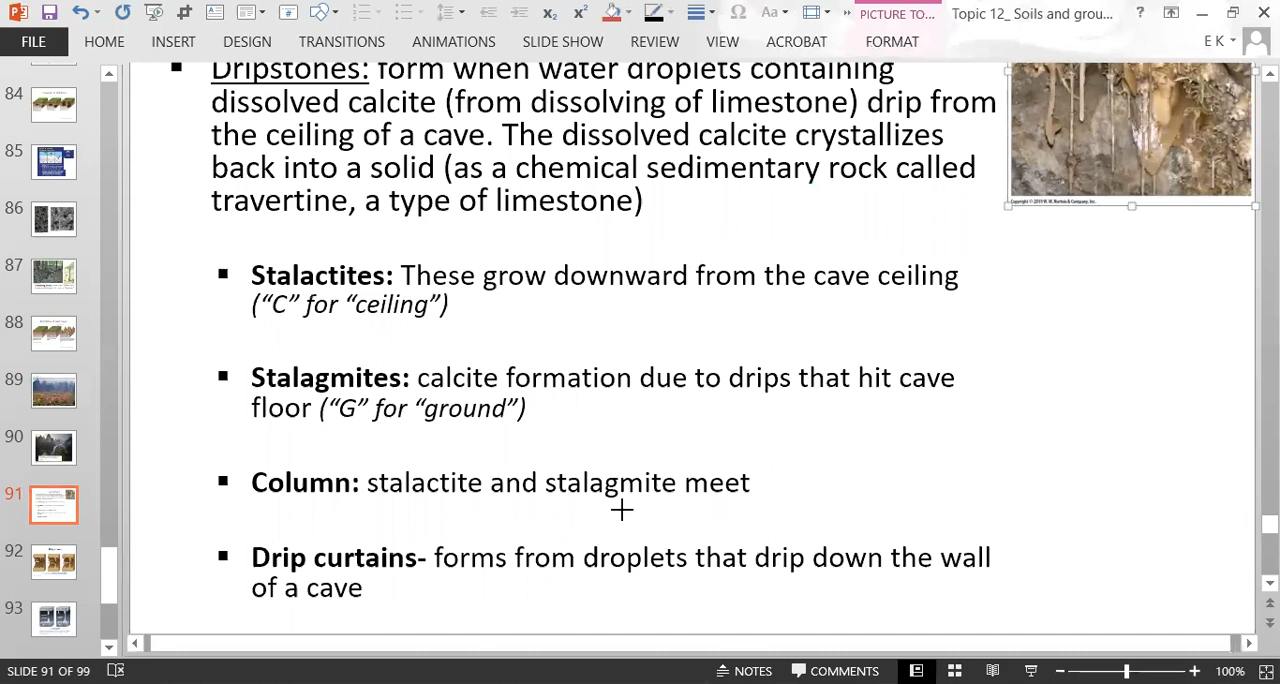 Topic 12_ Soils and grou...
PICTURE TO...
FILE
HOME
INSERT
DESIGN
TRANSITIONS
ANIMATIONS
SLIDE SHOW
REVIEW
VIEW
ACROBAT
FORMAT
E K
84
85
86
87
88
89
90
91
92
93
Dripstones: form when water droplets containing
dissolved calcite (from dissolving of limestone) drip from
the ceiling of a cave. The dissolved calcite crystallizes
back into a solid (as a chemical sedimentary rock called
travertine, a type of limestone)
Copyright © 2019 W. W. Norton & Company, Inc.
Stalactites: These grow downward from the cave ceiling
(“C” for “ceiling”)
Stalagmites: calcite formation due to drips that hit cave
floor (“G” for “ground”)
Column: stalactite and stalagmite meet
Drip curtains- forms from droplets that drip down the wall
of a cave
SLIDE 91 OF 99
NOTES
COMMENTS
100%